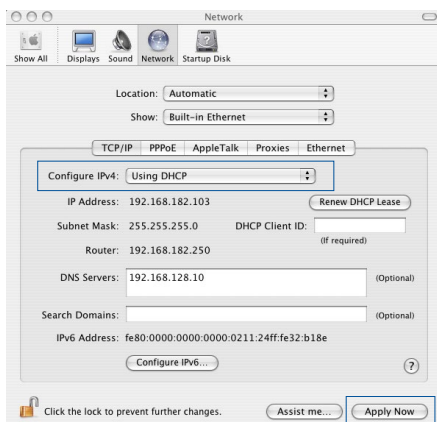 Network
Show All Displays Sound Network Startup Disk
Location: Automatic
Show: Built-in Ethernet
TCP/IP PPPoE AppleTalk Proxies Ethernet
Configure IPv4: Using DHCP
IP Address: 192.168.182.103 Renew DHCP Lease
Subnet Mask: 255.255.255.0 DHCP Client ID:
(If required)
Router: 192.168.182.250
DNS Servers: 192.168.128.10 (Optional)
Search Domains: (Optional)
IPv6 Address: fe80:0000:0000:0000:0211:24ff:fe32:b18e
Configure IPv6... ?
Click the lock to prevent further changes. Assist me... Apply Now